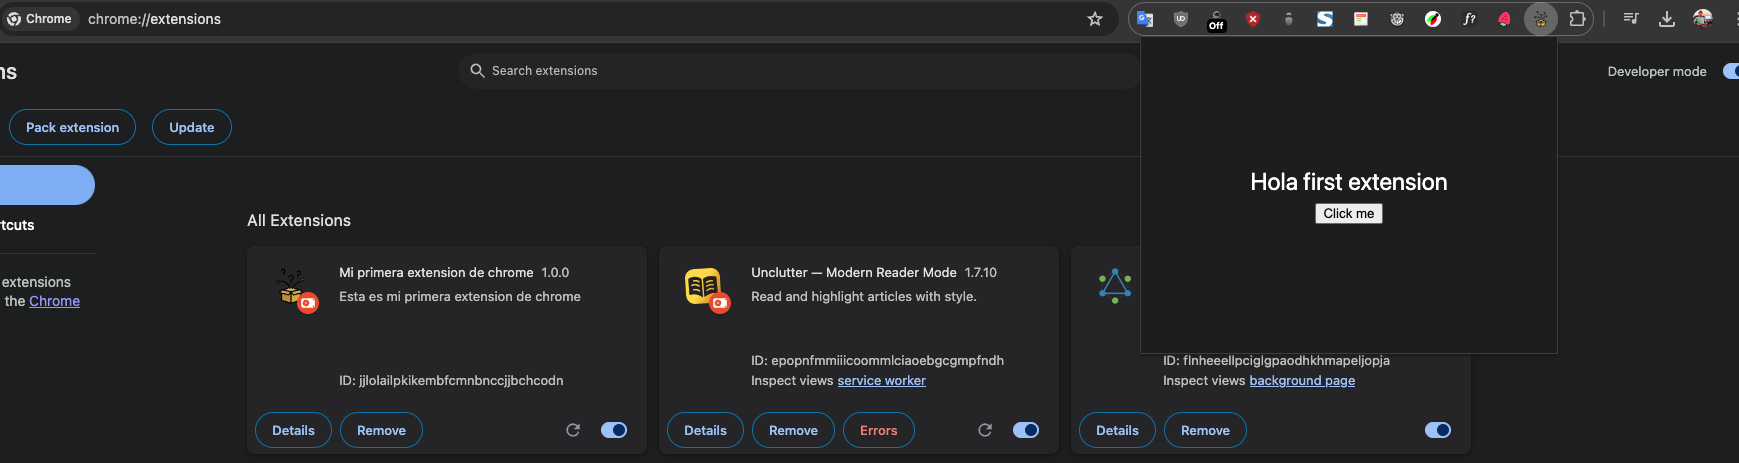 Chrome
chrome://extensions
UD
Off
S
f?
ns
Search extensions
Developer mode
Pack extension
Update
Hola first extension
Click me
rtcuts
All Extensions
extensions
the Chrome
Mi primera extension de chrome 1.0.0
Esta es mi primera extension de chrome
ID: jjlolailpkikembfcmnbnccjjbchcodn
Details
Remove
Unclutter — Modern Reader Mode 1.7.10
Read and highlight articles with style.
ID: epopnfmmiiicoommlciaoebgcgmpfndh
Inspect views service worker
Details
Remove
Errors
ID: flnheeellpciglgpaodhkhmapeljopja
Inspect views background page
Details
Remove